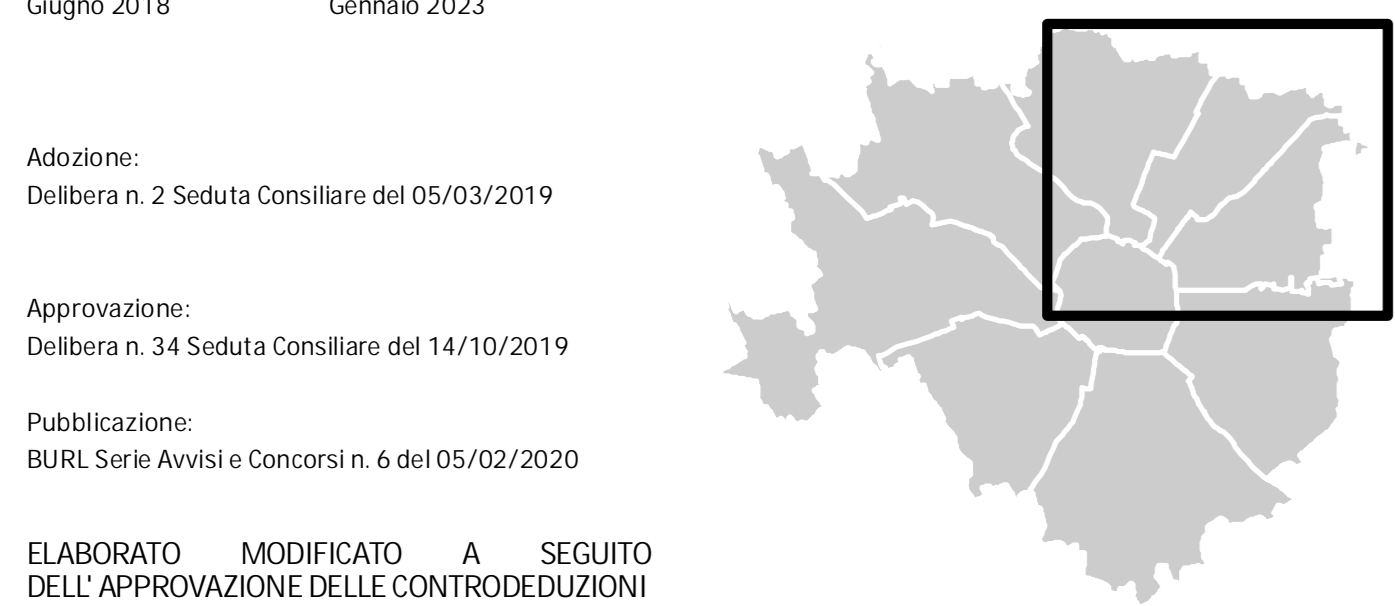 Giugno 2018 Gennaio 2023
Adozione:
Delibera n. 2 Seduta Consiliare del 05/03/2019
Approvazione:
Delibera n. 34 Seduta Consiliare del 14/10/2019
Pubblicazione:
BURL Serie Avvisi e Concorsi n. 6 del 05/02/2020
ELABORATO MODIFICATO A SEGUITO
DELL' APPROVAZIONE DELLE CONTRODEDUZIONI